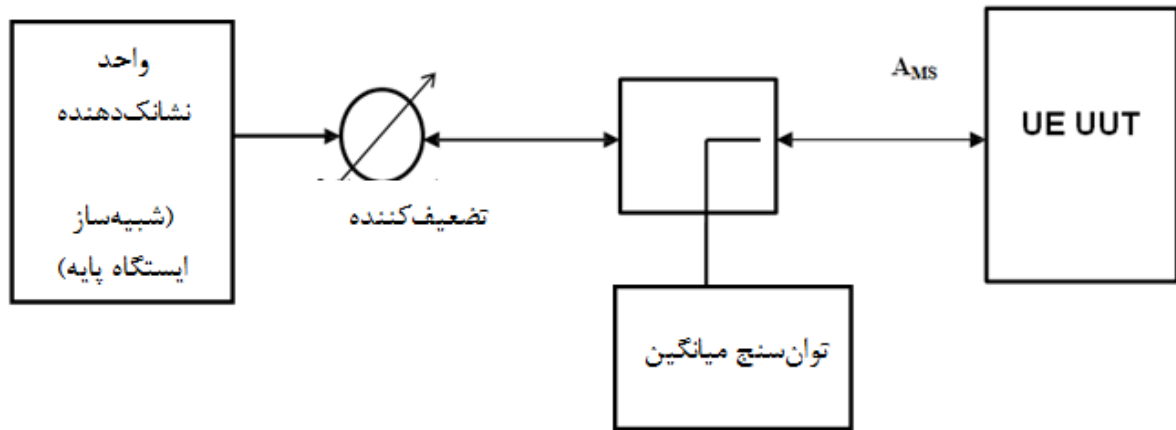 واحد
نشانک‌دهنده
(شبیه‌ساز
ایستگاه پایه)
تضعیف‌کننده
توان‌سنج میانگین
AMS
UE UUT